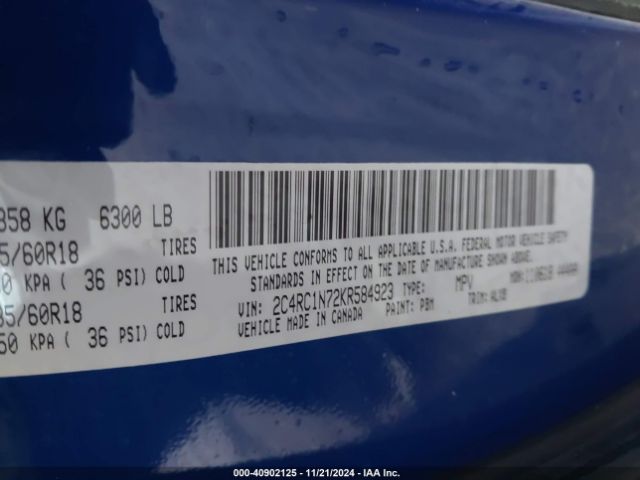 858 KG 6300 LB
5/60R18 TIRES
0 KPA ( 36 PSI) COLD
5/60R18 TIRES
50 KPA ( 36 PSI) COLD
THIS VEHICLE CONFORMS TO ALL APPLICABLE U.S.A. FEDERAL MOTOR VEHICLE SAFETY
STANDARDS IN EFFECT ON THE DATE OF MANUFACTURE SHOWN ABOVE.
VIN: 2C4RC1N72KR584923 TYPE: MPV
VEHICLE MADE IN CANADA PAINT: PBM TRIM:
000-40902125 - 11/21/2024 - IAA Inc.